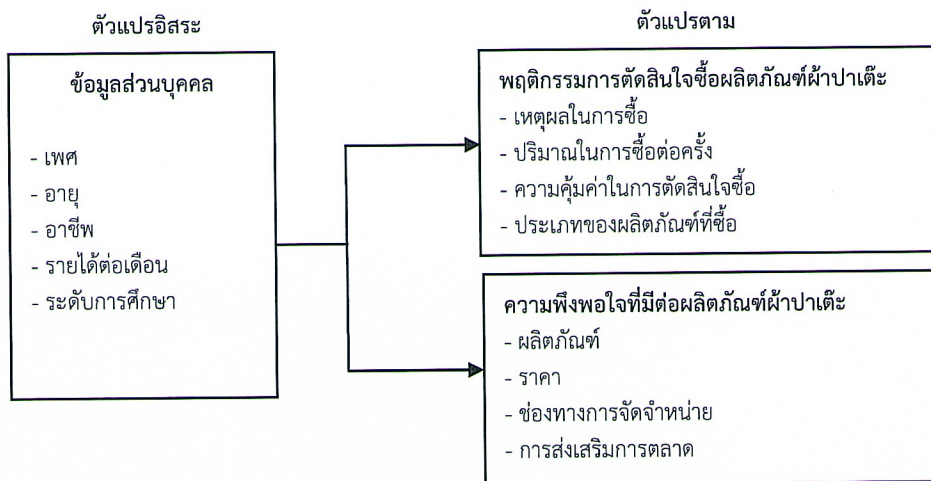 ตัวแปรอิสระ
ข้อมูลส่วนบุคคล
- เพศ
- อายุ
- อาชีพ
- รายได้ต่อเดือน
- ระดับการศึกษา
ตัวแปรตาม
พฤติกรรมการตัดสินใจซื้อผลิตภัณฑ์ผ้าปาเต๊ะ
- เหตุผลในการซื้อ
- ปริมาณในการซื้อต่อครั้ง
- ความคุ้มค่าในการตัดสินใจซื้อ
- ประเภทของผลิตภัณฑ์ที่ซื้อ
ความพึงพอใจที่มีต่อผลิตภัณฑ์ผ้าปาเต๊ะ
- ผลิตภัณฑ์
- ราคา
- ช่องทางการจัดจำหน่าย
- การส่งเสริมการตลาด